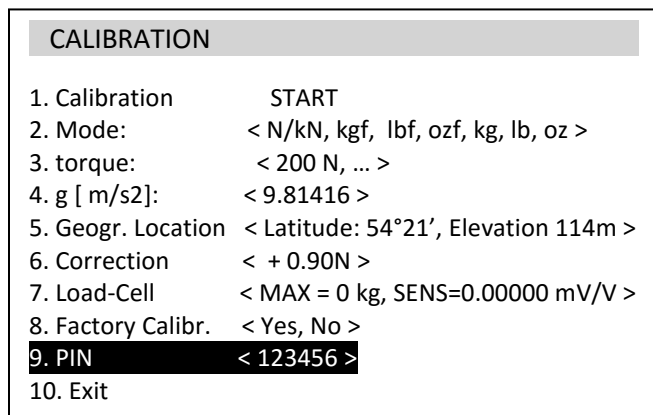 CALIBRATION
1. Calibration START
2. Mode: < N/kN, kgf, lbf, ozf, kg, lb, oz >
3. torque: < 200 N, … >
4. g [ m/s2]: < 9.81416 >
5. Geogr. Location < Latitude: 54°21’, Elevation 114m >
6. Correction < + 0.90N >
7. Load-Cell < MAX = 0 kg, SENS=0.00000 mV/V >
8. Factory Calibr. < Yes, No >
9. PIN < 123456 >
10. Exit